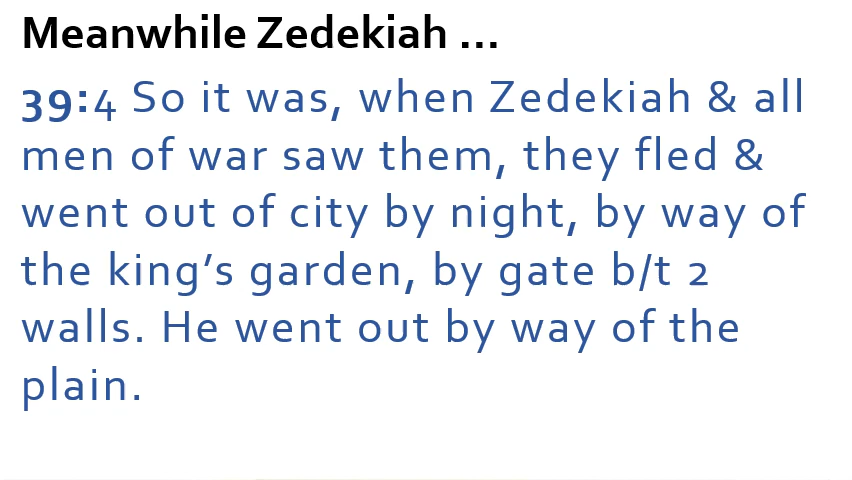 Meanwhile Zedekiah ...
39:4 So it was, when Zedekiah & all
men of war saw them, they fled &
went out of city by night, by way of
the king’s garden, by gate b/t 2
walls. He went out by way of the
plain.